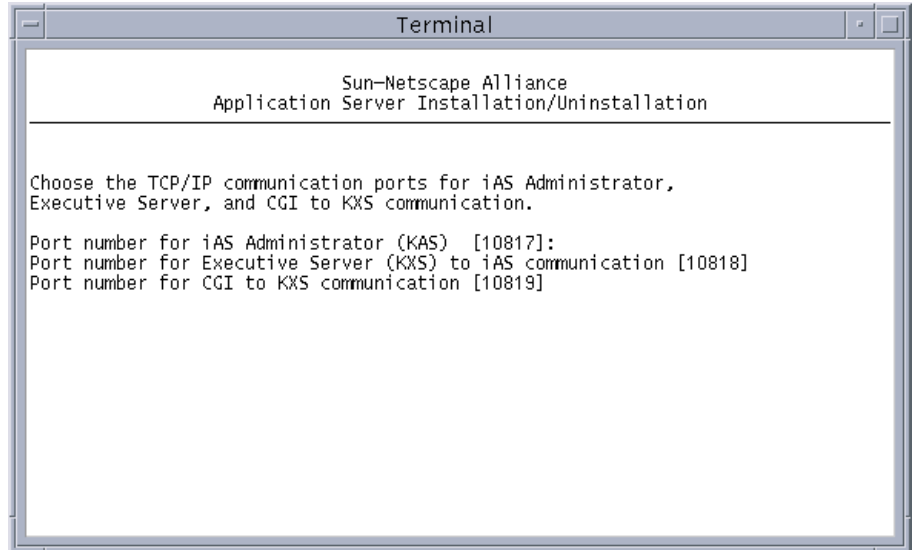 Terminal
Sun-Netscape Alliance
Application Server Installation/Uninstallation
Choose the TCP/IP communication ports for iAS Administrator,
Executive Server, and CGI to KXS communication.
Port number for iAS Administrator (KAS)  [10817]:
Port number for Executive Server (KXS) to iAS communication [10818]
Port number for CGI to KXS communication [10819]